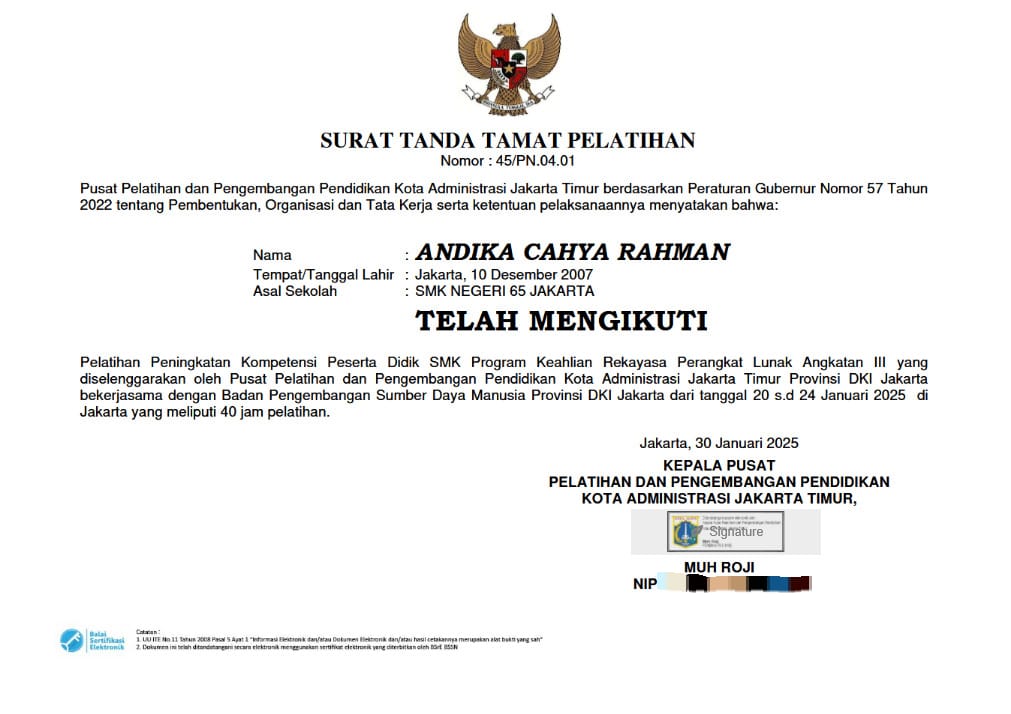 SURAT TANDA TAMAT PELATIHAN
Nomor : 45/PN.04.01
Pusat Pelatihan dan Pengembangan Pendidikan Kota Administrasi Jakarta Timur berdasarkan Peraturan Gubernur Nomor 57 Tahun
2022 tentang Pembentukan, Organisasi dan Tata Kerja serta ketentuan pelaksanaannya menyatakan bahwa:
Nama : ANDIKA CAHYA RAHMAN
Tempat/Tanggal Lahir : Jakarta, 10 Desember 2007
Asal Sekolah : SMK NEGERI 65 JAKARTA
TELAH MENGIKUTI
Pelatihan Peningkatan Kompetensi Peserta Didik SMK Program Keahlian Rekayasa Perangkat Lunak Angkatan III yang
diselenggarakan oleh Pusat Pelatihan dan Pengembangan Pendidikan Kota Administrasi Jakarta Timur Provinsi DKI Jakarta
bekerjasama dengan Badan Pengembangan Sumber Daya Manusia Provinsi DKI Jakarta dari tanggal 20 s.d 24 Januari 2025 di
Jakarta yang meliputi 40 jam pelatihan.
Jakarta, 30 Januari 2025
KEPALA PUSAT
PELATIHAN DAN PENGEMBANGAN PENDIDIKAN
KOTA ADMINISTRASI JAKARTA TIMUR,
Signature
MUH ROJI
NIP
Balai
Sertifikasi
Elektronik
Catatan :
1. UU ITE No.11 Tahun 2008 Pasal 5 Ayat 1 "Informasi Elektronik dan/atau Dokumen Elektronik dan/atau hasil cetakannya merupakan alat bukti yang sah"
2. Dokumen ini telah ditandatangani secara elektronik menggunakan sertifikat elektronik yang diterbitkan oleh BSrE BSSN